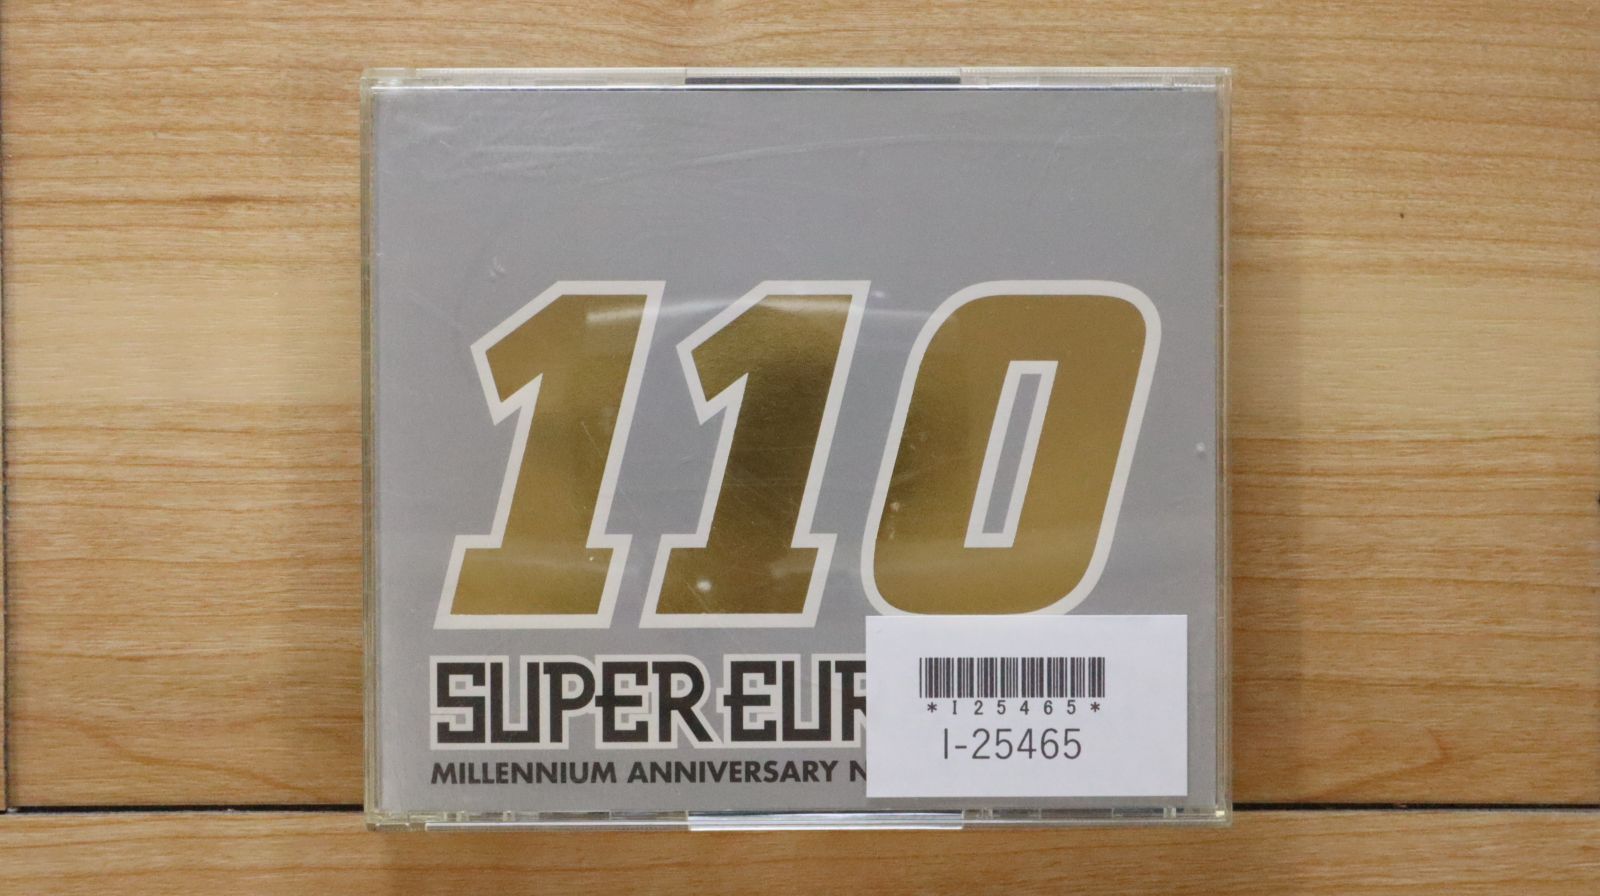 110
SUPER EUR
MILLENNIUM ANNIVERSARY N
*I25465*
I-25465